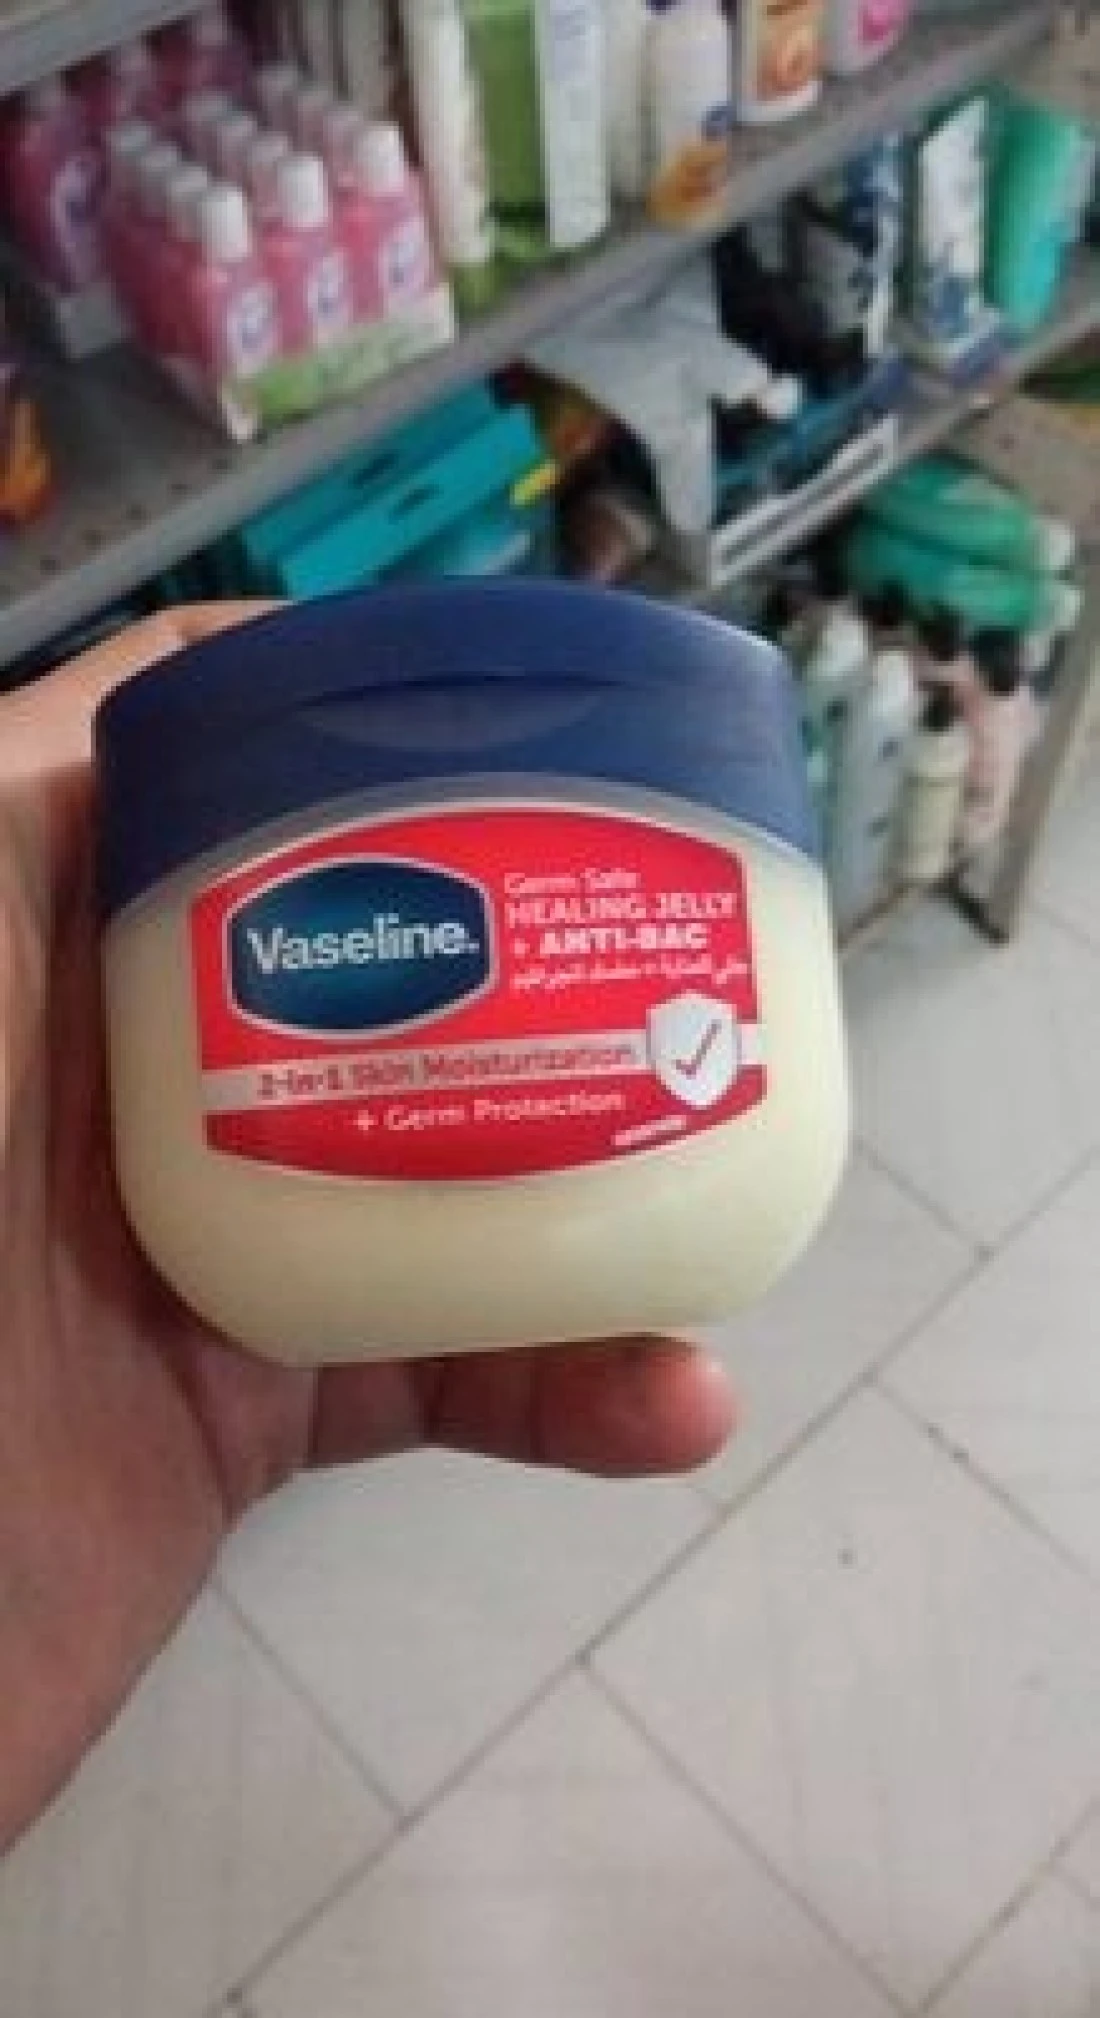 Vaseline.
Germ Safe
HEALING JELLY
+ ANTI-BAC
2-in-1 Skin Moisturization
+ Germ Protection